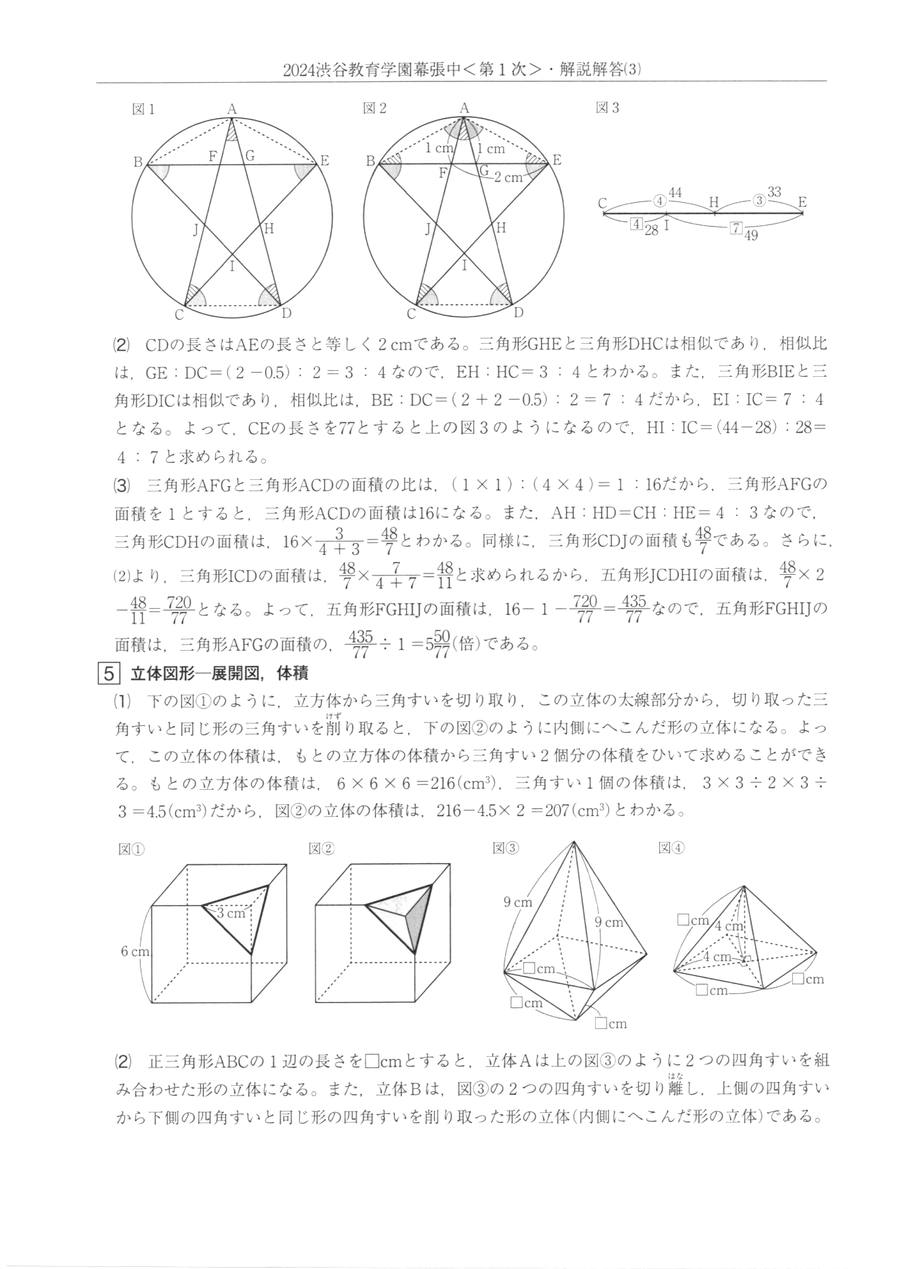 2024渋谷教育学園幕張中＜第1次＞・解説解答(3)
図1
A
B
F
G
E
J
H
I
C
D
図2
A
1cm
1cm
B
F
G
E
2cm
J
H
I
C
D
図3
C
④
44
H
③
33
E
4
28
I
7
49
(2) CDの長さはAEの長さと等しく2cmである。三角形GHEと三角形DHCは相似であり，相似比
は，GE：DC＝(2－0.5)：2＝3：4なので，EH：HC＝3：4とわかる。また，三角形BIEと三
角形DICは相似であり，相似比は，BE：DC＝(2＋2－0.5)：2＝7：4だから，EI：IC＝7：4
となる。よって，CEの長さを77とすると上の図3のようになるので，HI：IC＝(44－28)：28＝
4：7と求められる。
(3) 三角形AFGと三角形ACDの面積の比は，(1×1)：(4×4)＝1：16だから，三角形AFGの
面積を1とすると，三角形ACDの面積は16になる。また，AH：HD＝CH：HE＝4：3なので，
三角形CDHの面積は，16×3/(4＋3)＝48/7とわかる。同様に，三角形CDJの面積も48/7である。さらに，
(2)より，三角形ICDの面積は，48/7×7/(4＋7)＝48/11と求められるから，五角形JCDHIの面積は，48/7×2
－48/11＝720/77となる。よって，五角形FGHIJの面積は，16－1－720/77＝435/77なので，五角形FGHIJの
面積は，三角形AFGの面積の，435/77÷1＝5 50/77(倍)である。
5 立体図形―展開図，体積
(1) 下の図①のように，立方体から三角すいを切り取り，この立体の太線部分から，切り取った三
角すいと同じ形の三角すいを削り取ると，下の図②のように内側にへこんだ形の立体になる。よっ
けず
て，この立体の体積は，もとの立方体の体積から三角すい2個分の体積をひいて求めることができ
る。もとの立方体の体積は，6×6×6＝216(cm³)，三角すい1個の体積は，3×3÷2×3÷
3＝4.5(cm³)だから，図②の立体の体積は，216－4.5×2＝207(cm³)とわかる。
図①
3cm
6cm
図②
図③
9cm
9cm
□cm
□cm
□cm
図④
□cm
4cm
4cm
□cm
□cm
(2) 正三角形ABCの1辺の長さを□cmとすると，立体Aは上の図③のように2つの四角すいを組
み合わせた形の立体になる。また，立体Bは，図③の2つの四角すいを切り離し，上側の四角すい
はな
から下側の四角すいと同じ形の四角すいを削り取った形の立体(内側にへこんだ形の立体)である。